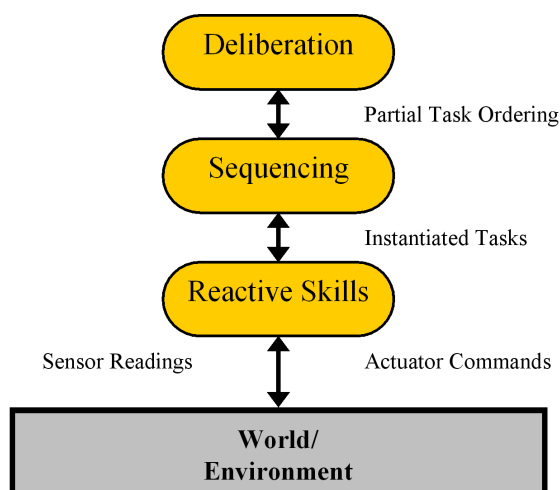 Deliberation
Partial Task Ordering
Sequencing
Instantiated Tasks
Reactive Skills
Sensor Readings
Actuator Commands
World/
Environment